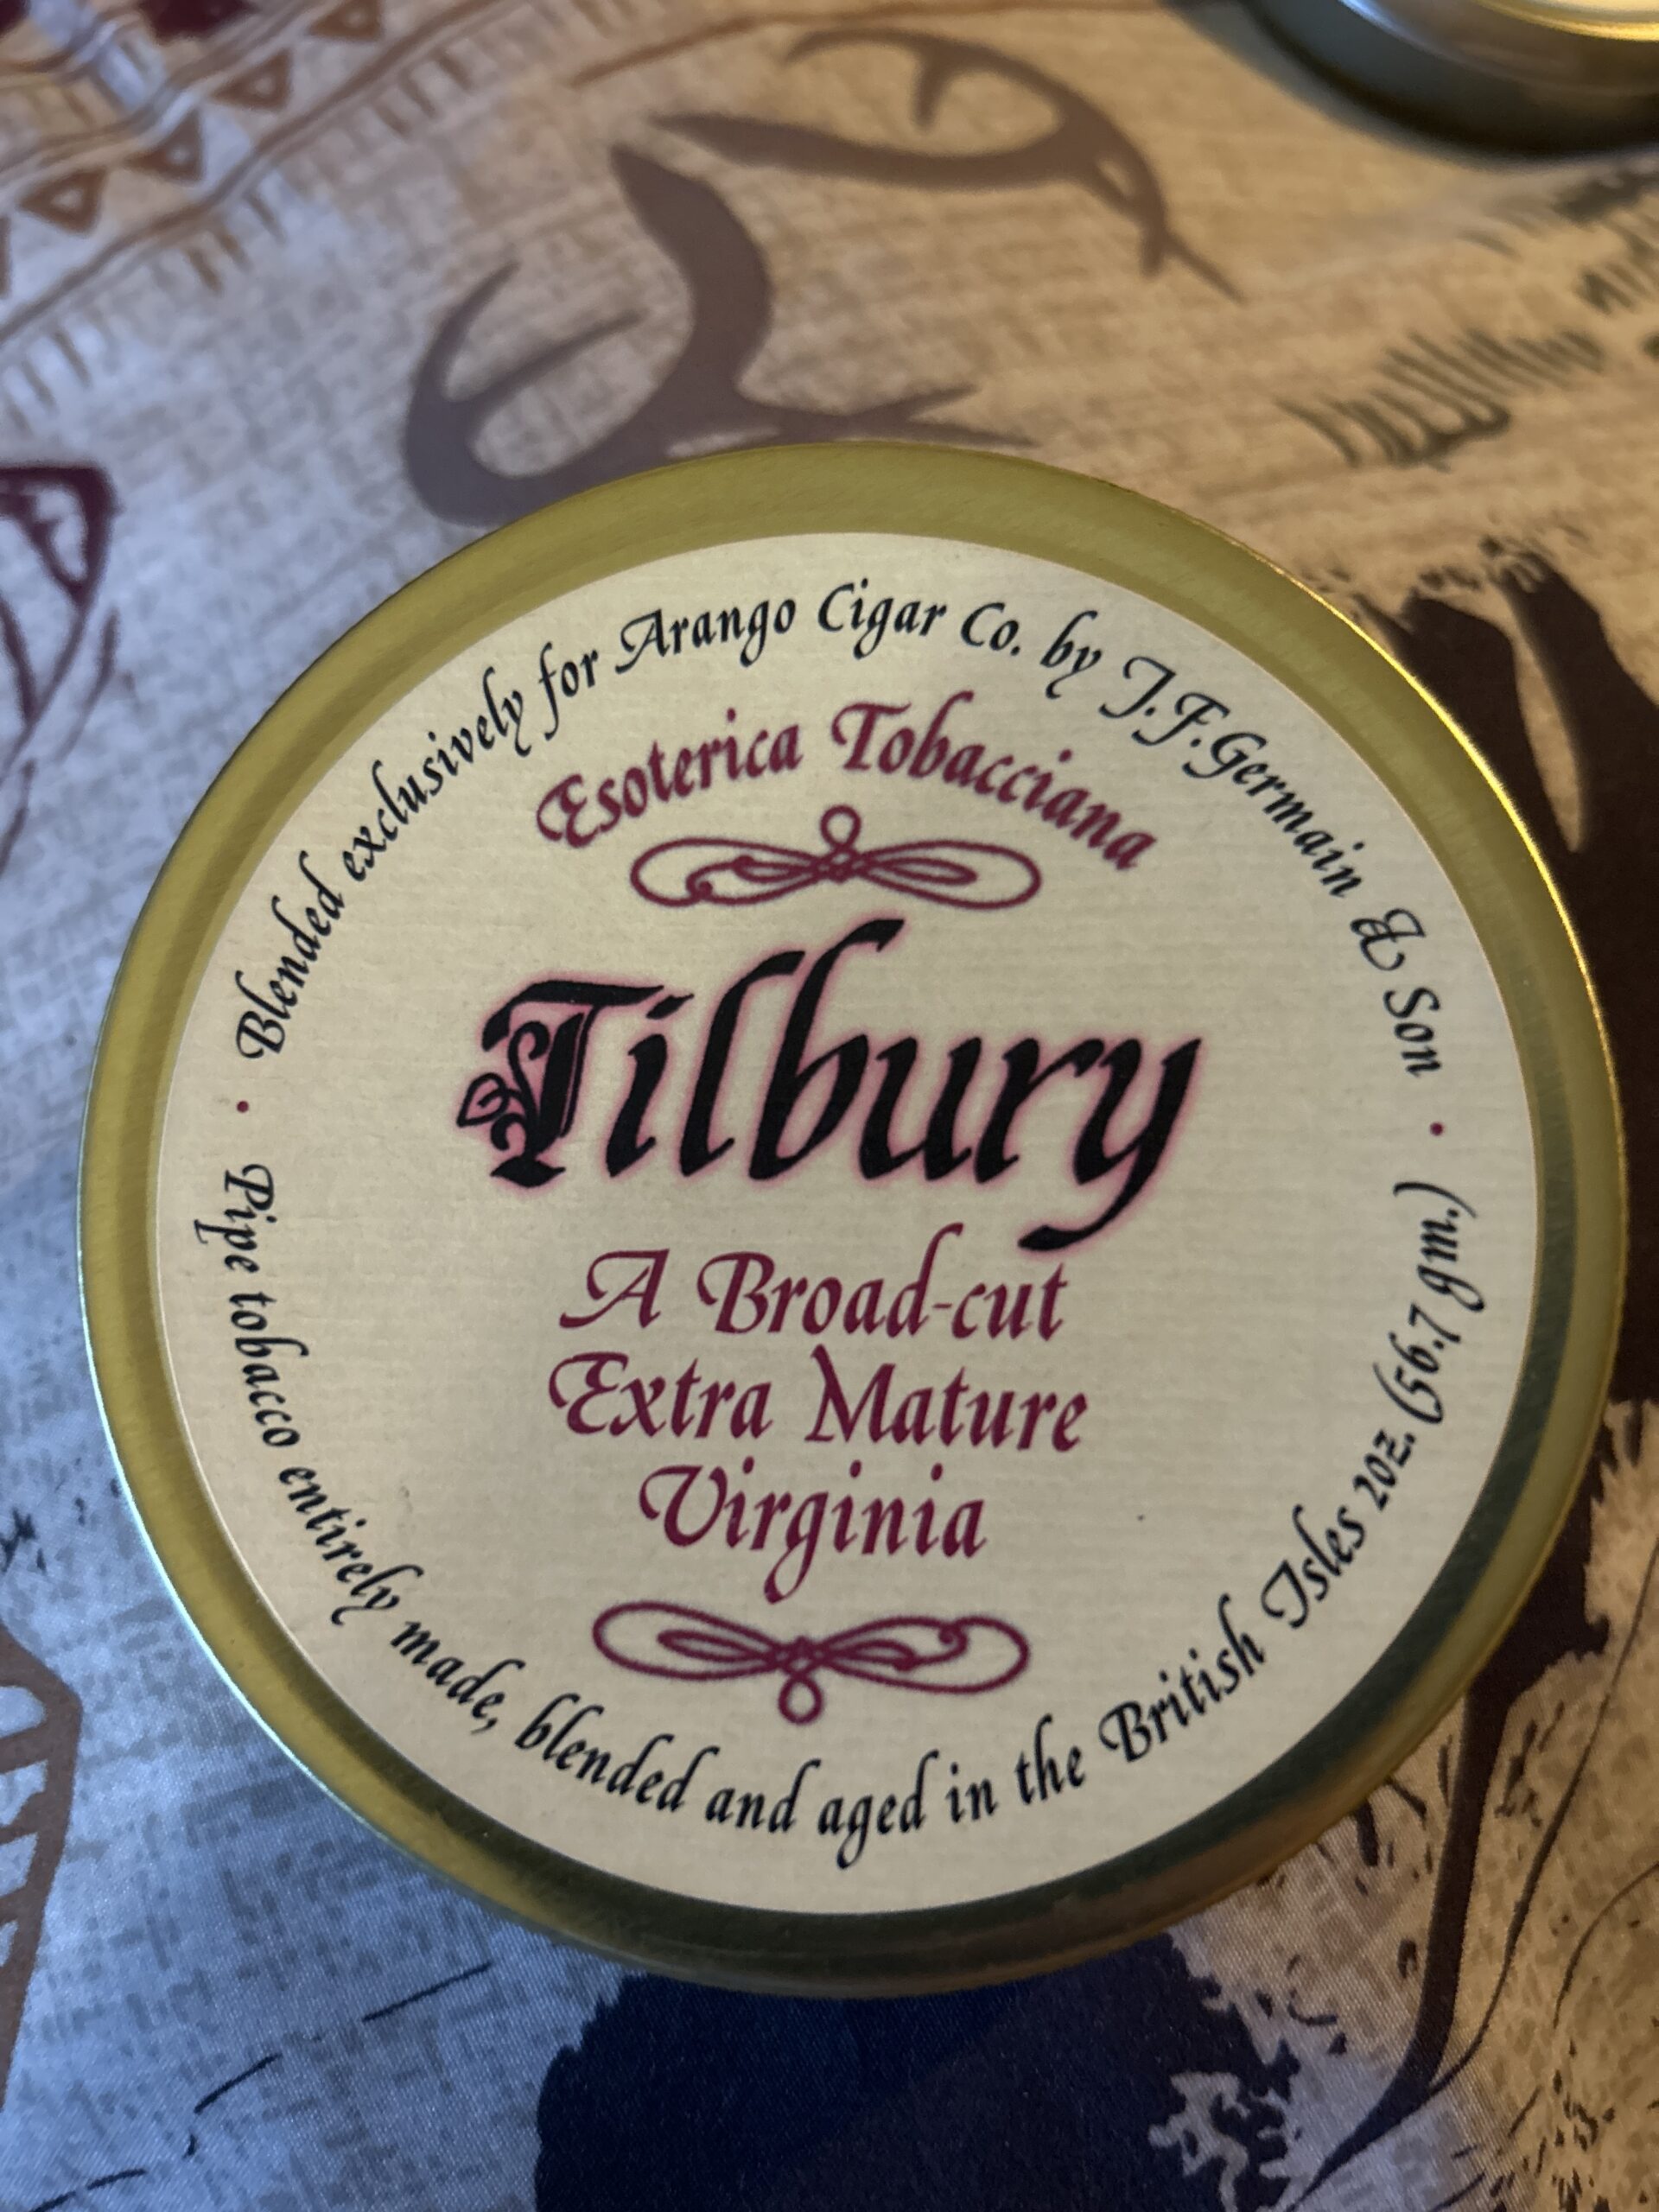 Blended exclusively for Arango Cigar Co. by J.F. Germain & Son
Esoterica Tobacciana
Tilbury
A Broad-cut
Extra Mature
Virginia
Pipe tobacco entirely made, blended and aged in the British Isles 2oz. (56.7 gm.)